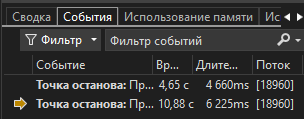 Сводка События Использование памяти Ис
Фильтр Фильтр событий
Событие Вр... Длите... Поток
Точка останова: Пр... 4,65 с 4 660ms [18960]
Точка останова: Пр... 10,88 с 6 225ms [18960]